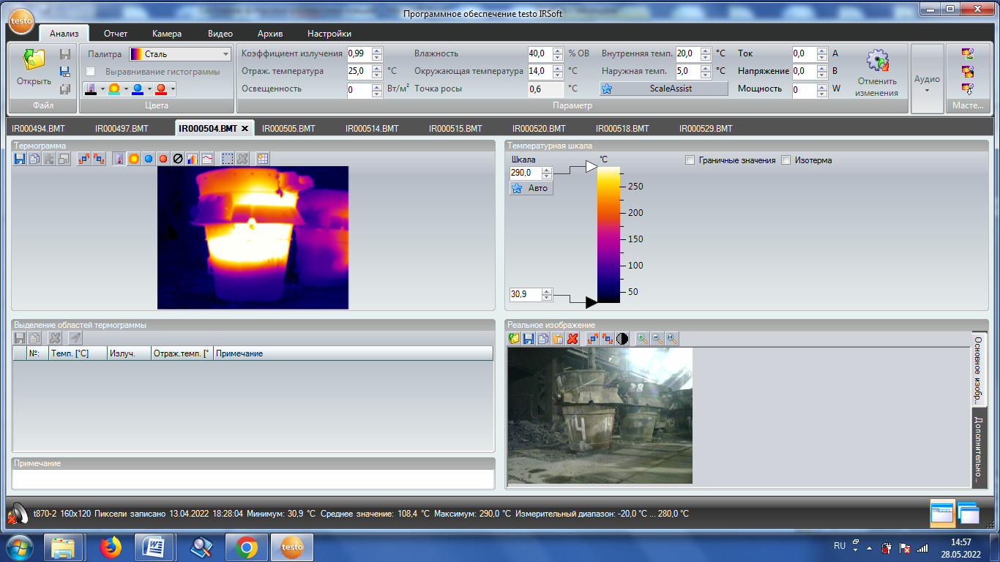 Программное обеспечение testo IRSoft
testo
Анализ Отчет Камера Видео Архив Настройки
Палитра Сталь
Выравнивание гистограммы
Открыть
Файл
Цвета
Коэффициент излучения 0,99 Влажность 40,0 % ОВ Внутренняя темп. 20,0 °C Ток 0,0 А
Отраж. температура 25,0 °C Окружающая температура 14,0 °C Наружная темп. 5,0 °C Напряжение 0,0 В
Освещенность 0 Вт/м² Точка росы 0,6 °C ScaleAssist Мощность 0 W
Отменить
изменения
Параметр
Аудио
Масте...
IR000494.BMT IR000497.BMT IR000504.BMT IR000505.BMT IR000514.BMT IR000515.BMT IR000520.BMT IR000518.BMT IR000529.BMT
Термограмма
Температурная шкала
Шкала °C
Граничные значения Изотерма
290,0
Авто
250
200
150
100
50
30,9
Выделение областей термограммы
№: Темп. [°C] Излуч. Отраж.темп. [° Примечание
Примечание
Реальное изображение
Основное изобр...
Дополнительно...
14
88
t870-2 160x120 Пиксели записано 13.04.2022 18:28:04 Минимум: 30,9 °C Среднее значение: 108,4 °C Максимум: 290,0 °C Измерительный диапазон: -20,0 °C ... 280,0 °C
testo
RU
14:57
28.05.2022